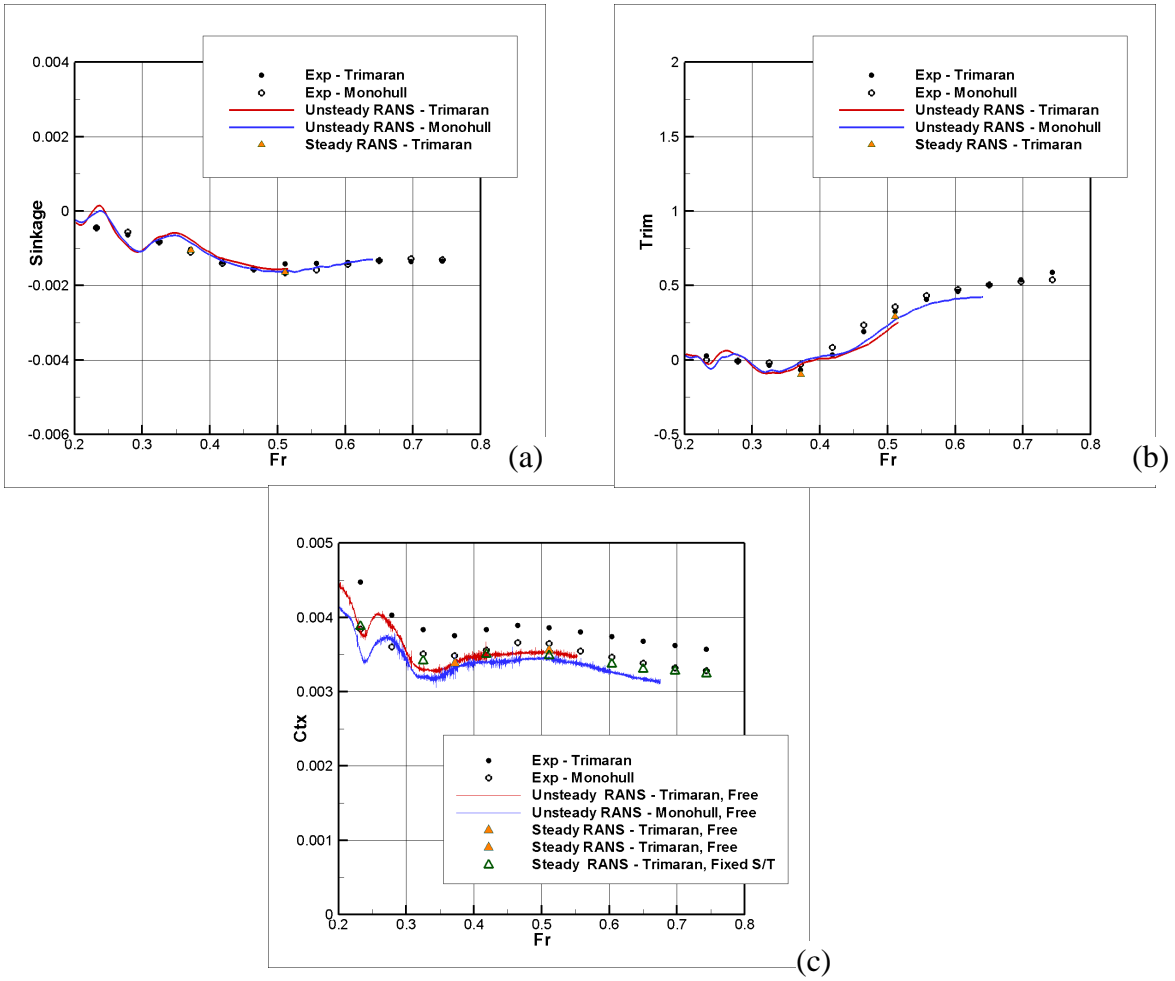 0.004
0.002
0
-0.002
-0.004
-0.006
Sinkage
Exp - Trimaran
Exp - Monohull
Unsteady RANS - Trimaran
Unsteady RANS - Monohull
Steady RANS - Trimaran
0.2 0.3 0.4 0.5 0.6 0.7 0.8
Fr
(a)
2
1.5
1
0.5
0
-0.5
Trim
Exp - Trimaran
Exp - Monohull
Unsteady RANS - Trimaran
Unsteady RANS - Monohull
Steady RANS - Trimaran
0.2 0.3 0.4 0.5 0.6 0.7 0.8
Fr
(b)
0.005
0.004
0.003
0.002
0.001
0
Ctx
Exp - Trimaran
Exp - Monohull
Unsteady RANS - Trimaran, Free
Unsteady RANS - Monohull, Free
Steady RANS - Trimaran, Free
Steady RANS - Trimaran, Free
Steady RANS - Trimaran, Fixed S/T
0.2 0.3 0.4 0.5 0.6 0.7 0.8
Fr
(c)